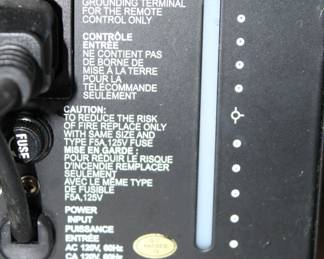 GROUNDING TERMINAL
FOR THE REMOTE
CONTROL ONLY
CONTRÔLE
ENTRÉE
NE CONTIENT PAS
DE BORNE DE
MISE À LA TERRE
POUR LA
TÉLÉCOMMANDE
SEULEMENT
CAUTION:
TO REDUCE THE RISK
OF FIRE REPLACE ONLY
WITH SAME SIZE AND
TYPE F5A,125V FUSE
MISE EN GARDE :
POUR RÉDUIR LE RISQUE
D'INCENDIE REMPLACER
SEULEMENT
AVEC LE MÊME TYPE
DE FUSIBLE
F5A,125V
FUSE
POWER
INPUT
PUISSANCE
ENTRÉE
AC 120V, 60Hz
CA 120V, 60Hz